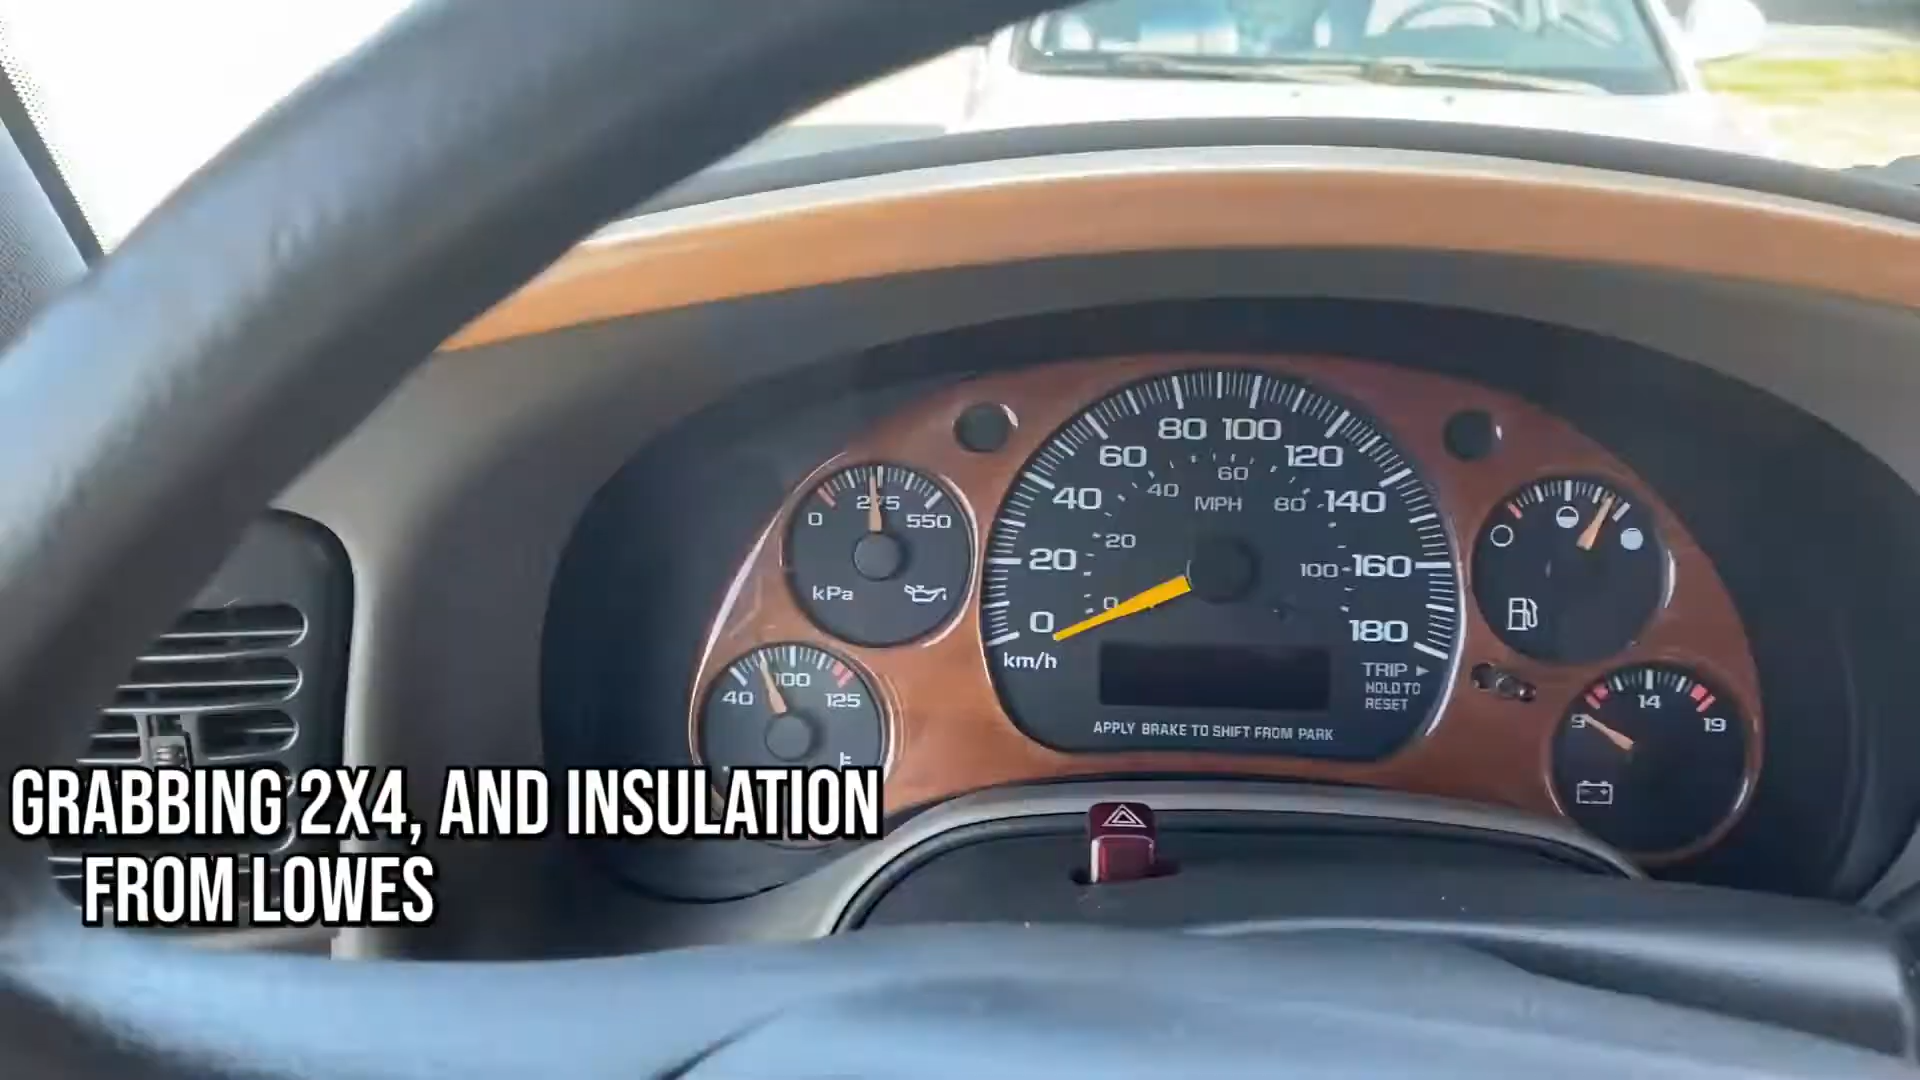 80 100
60 120
60
40 40 MPH 80 140
275
0 550
20
20 100 160
kPa
0
0 180
km/h
TRIP
HOLD TO
RESET
100
40 125
14
9 19
APPLY BRAKE TO SHIFT FROM PARK
GRABBING 2X4, AND INSULATION
FROM LOWES